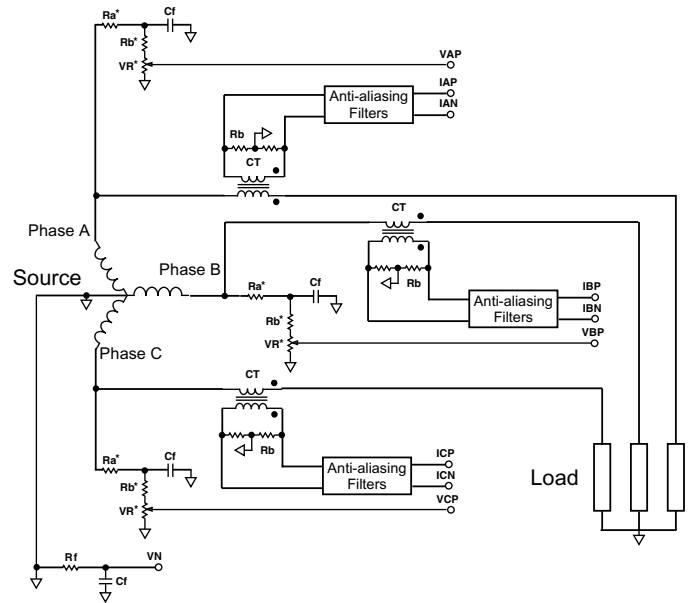 Ra*
Cf
Rb*
VR*
VAP
IAP
IAN
Anti-aliasing
Filters
Rb
CT
Phase A
CT
Source
Phase B
Ra*
Cf
Rb
IBP
IBN
Anti-aliasing
Filters
Rb*
VR*
VBP
Phase C
CT
Rb
ICP
ICN
Anti-aliasing
Filters
Ra*
Cf
Rb*
VR*
VCP
Load
Rf
VN
Cf